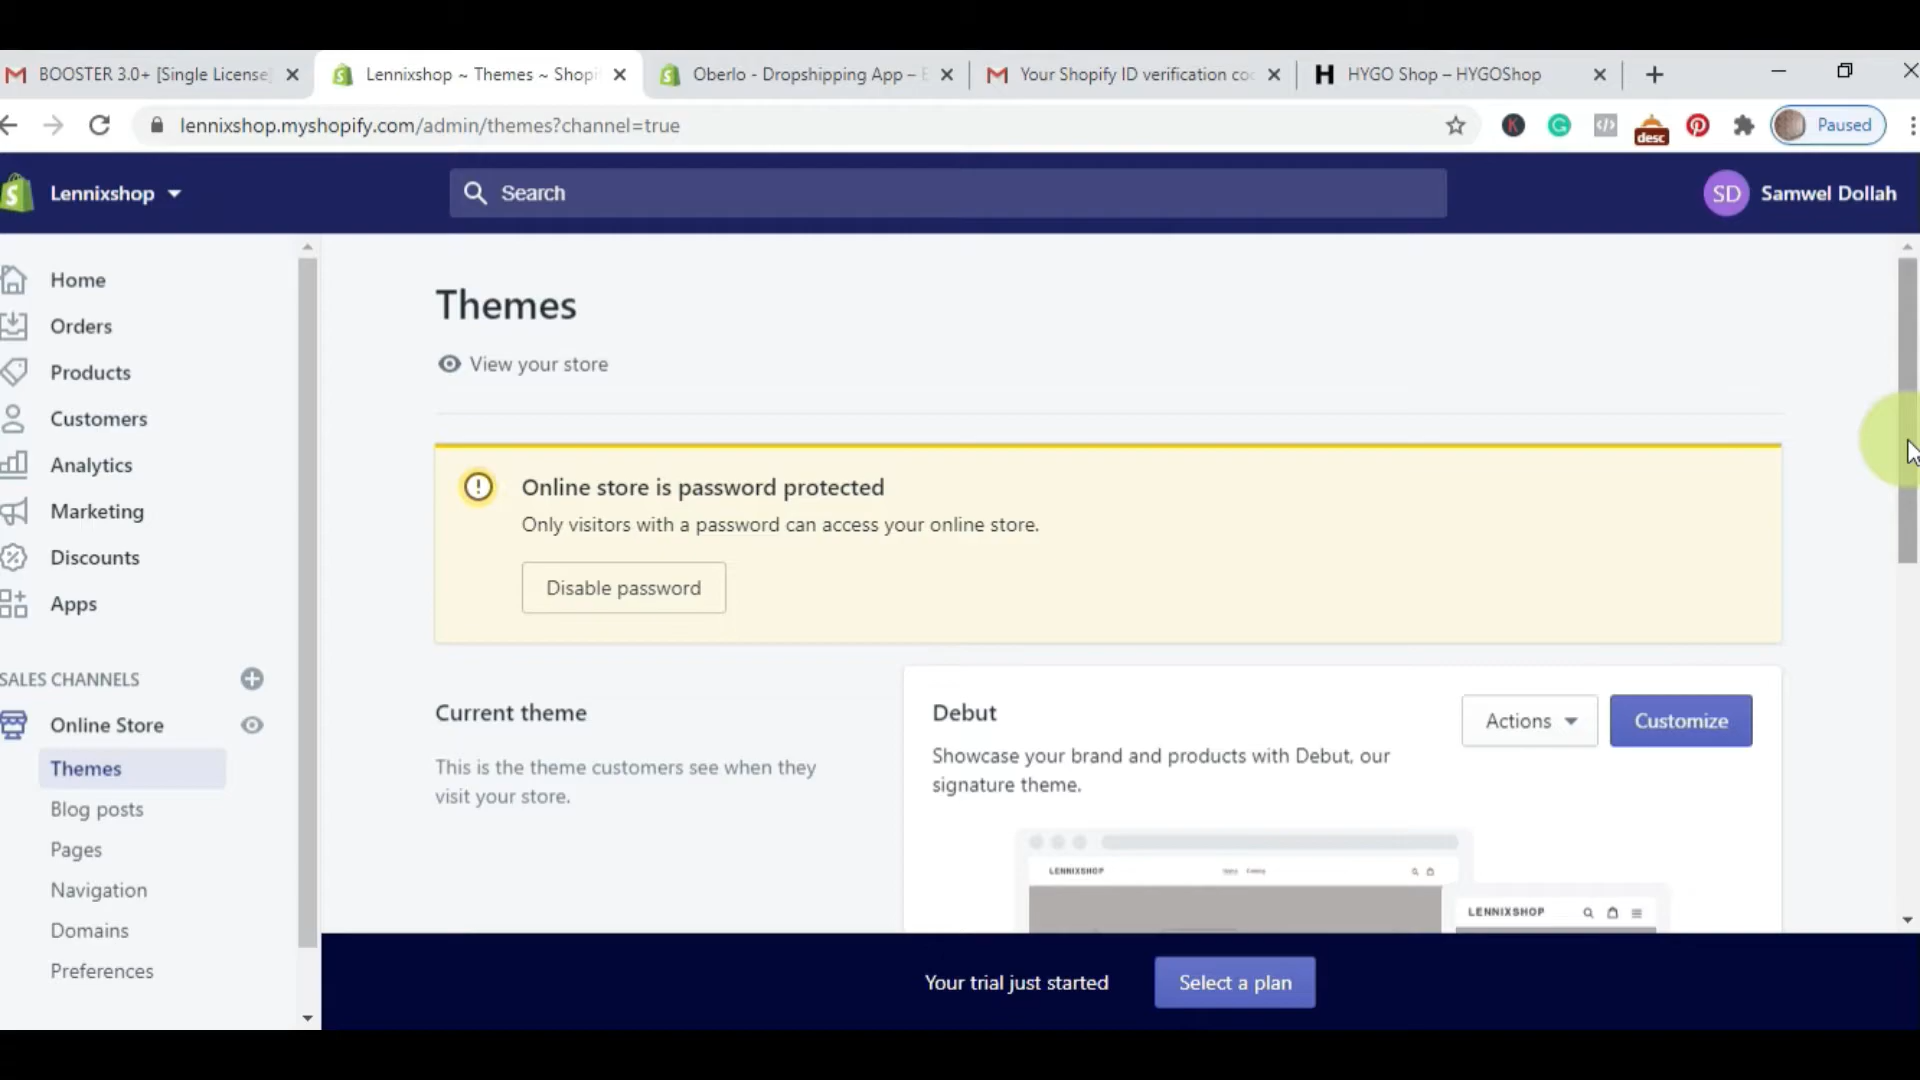 BOOSTER 3.0+ [Single License]
Lennixshop ~ Themes ~ Shopi
Oberlo - Dropshipping App – E
Your Shopify ID verification co
HYGO Shop – HYGOShop
lennixshop.myshopify.com/admin/themes?channel=true
desc
Paused
Lennixshop
Search
SD
Samwel Dollah
Home
Orders
Products
Customers
Analytics
Marketing
Discounts
Apps
SALES CHANNELS
Online Store
Themes
Blog posts
Pages
Navigation
Domains
Preferences
Themes
View your store
Online store is password protected
Only visitors with a password can access your online store.
Disable password
Current theme
This is the theme customers see when they
visit your store.
Debut
Actions
Customize
Showcase your brand and products with Debut, our
signature theme.
LENNIXSHOP
LENNIXSHOP
Your trial just started
Select a plan